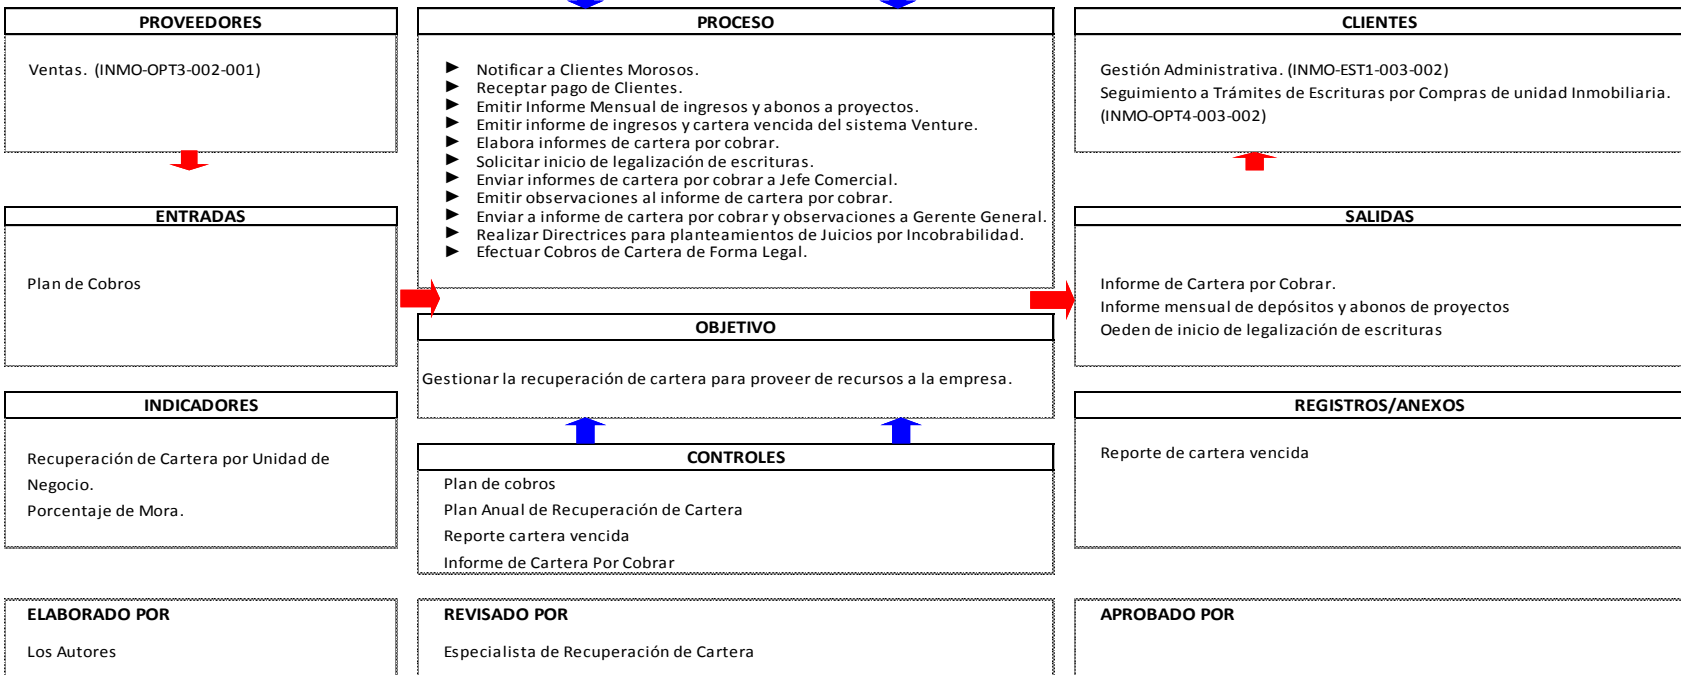 PROVEEDORES
Ventas. (INMO-OPT3-002-001)
PROCESO
► Notificar a Clientes Morosos.
► Receptar pago de Clientes.
► Emitir Informe Mensual de ingresos y abonos a proyectos.
► Emitir informe de ingresos y cartera vencida del sistema Venture.
► Elabora informes de cartera por cobrar.
► Solicitar inicio de legalización de escrituras.
► Enviar informes de cartera por cobrar a Jefe Comercial.
► Emitir observaciones al informe de cartera por cobrar.
► Enviar a informe de cartera por cobrar y observaciones a Gerente General.
► Realizar Directrices para planteamientos de Juicios por Incobrabilidad.
► Efectuar Cobros de Cartera de Forma Legal.
CLIENTES
Gestión Administrativa. (INMO-EST1-003-002)
Seguimiento a Trámites de Escrituras por Compras de unidad Inmobiliaria.
(INMO-OPT4-003-002)
ENTRADAS
Plan de Cobros
OBJETIVO
Gestionar la recuperación de cartera para proveer de recursos a la empresa.
SALIDAS
Informe de Cartera por Cobrar.
Informe mensual de depósitos y abonos de proyectos
Oeden de inicio de legalización de escrituras
INDICADORES
Recuperación de Cartera por Unidad de
Negocio.
Porcentaje de Mora.
CONTROLES
Plan de cobros
Plan Anual de Recuperación de Cartera
Reporte cartera vencida
Informe de Cartera Por Cobrar
REGISTROS/ANEXOS
Reporte de cartera vencida
ELABORADO POR
Los Autores
REVISADO POR
Especialista de Recuperación de Cartera
APROBADO POR